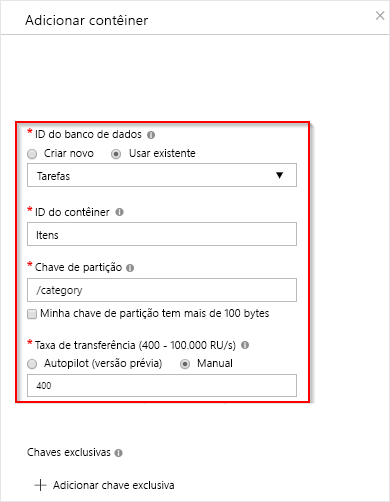 Adicionar contêiner
* ID do banco de dados
Criar novo Usar existente
Tarefas
* ID do contêiner
Itens
* Chave de partição
/category
Minha chave de partição tem mais de 100 bytes
* Taxa de transferência (400 - 100.000 RU/s)
Autopilot (versão prévia) Manual
400
Chaves exclusivas
+ Adicionar chave exclusiva